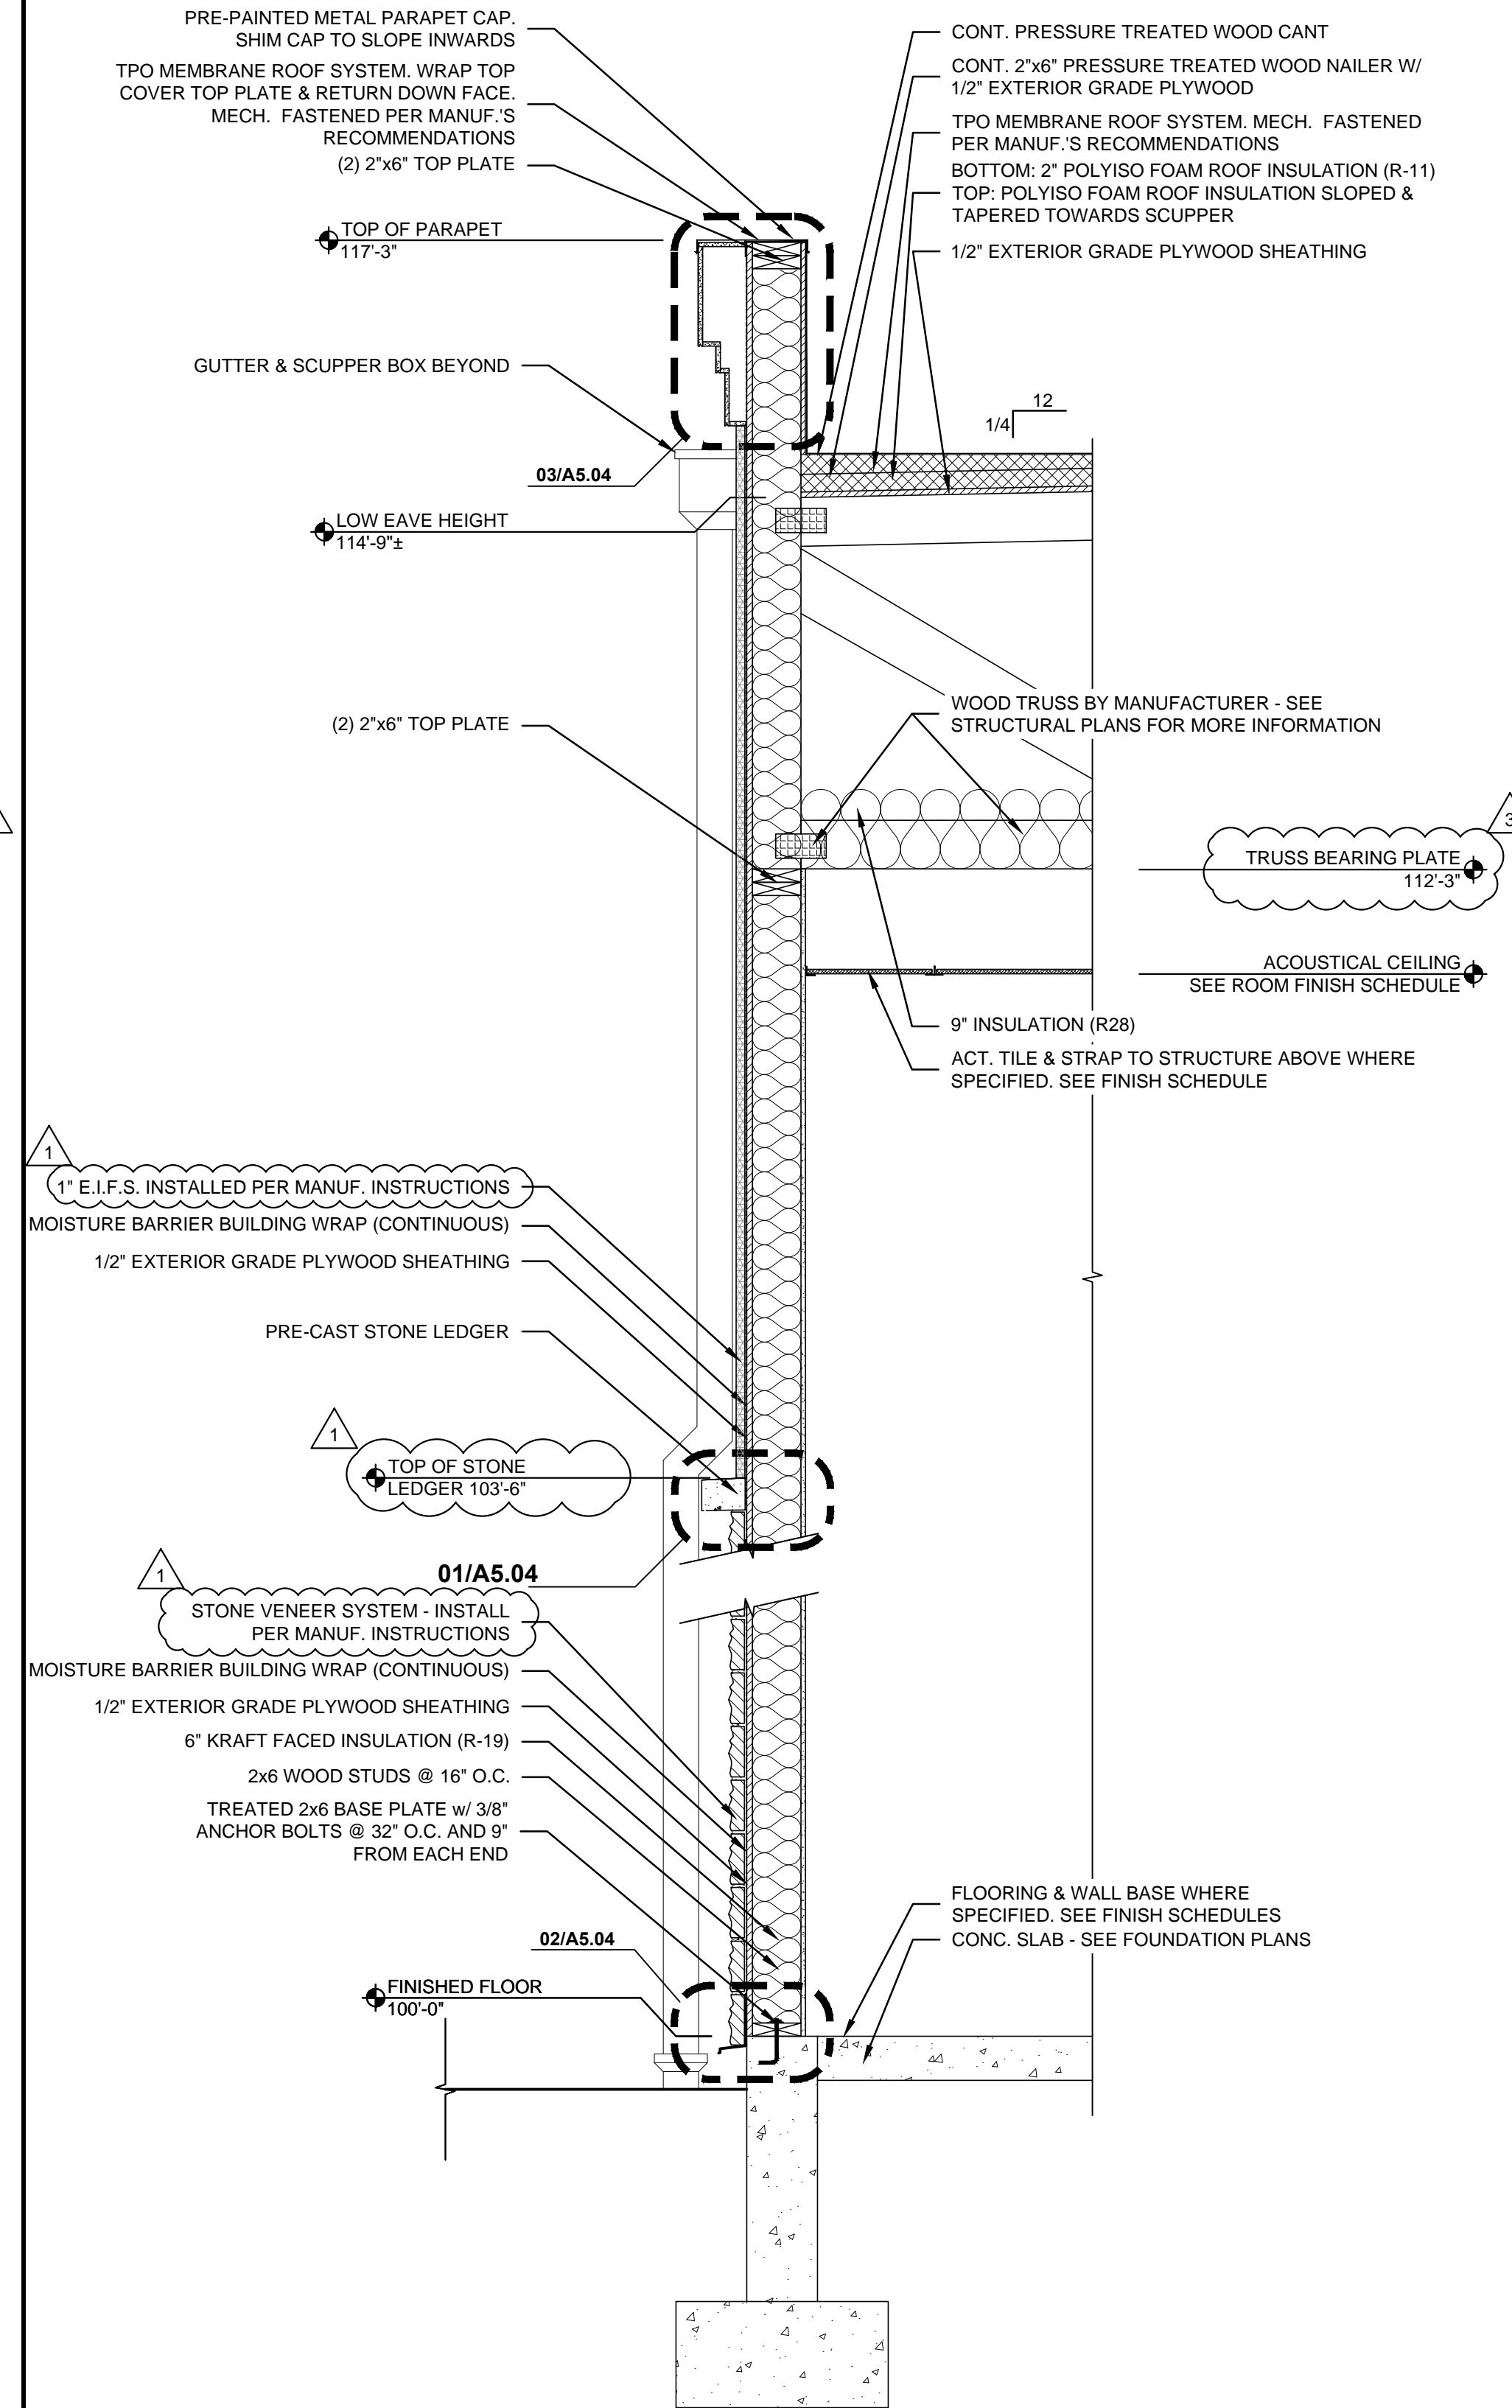 PRE-PAINTED METAL PARAPET CAP.
SHIM CAP TO SLOPE INWARDS
TPO MEMBRANE ROOF SYSTEM. WRAP TOP
COVER TOP PLATE & RETURN DOWN FACE.
MECH. FASTENED PER MANUF.'S
RECOMMENDATIONS
(2) 2"x6" TOP PLATE
TOP OF PARAPET
117'-3"
GUTTER & SCUPPER BOX BEYOND
03/A5.04
LOW EAVE HEIGHT
114'-9"±
(2) 2"x6" TOP PLATE
CONT. PRESSURE TREATED WOOD CANT
CONT. 2"x6" PRESSURE TREATED WOOD NAILER W/
1/2" EXTERIOR GRADE PLYWOOD
TPO MEMBRANE ROOF SYSTEM. MECH. FASTENED
PER MANUF.'S RECOMMENDATIONS
BOTTOM: 2" POLYISO FOAM ROOF INSULATION (R-11)
TOP: POLYISO FOAM ROOF INSULATION SLOPED &
TAPERED TOWARDS SCUPPER
1/2" EXTERIOR GRADE PLYWOOD SHEATHING
12
1/4
WOOD TRUSS BY MANUFACTURER - SEE
STRUCTURAL PLANS FOR MORE INFORMATION
3
TRUSS BEARING PLATE
112'-3"
ACOUSTICAL CEILING
SEE ROOM FINISH SCHEDULE
9" INSULATION (R28)
ACT. TILE & STRAP TO STRUCTURE ABOVE WHERE
SPECIFIED. SEE FINISH SCHEDULE
1
1" E.I.F.S. INSTALLED PER MANUF. INSTRUCTIONS
MOISTURE BARRIER BUILDING WRAP (CONTINUOUS)
1/2" EXTERIOR GRADE PLYWOOD SHEATHING
PRE-CAST STONE LEDGER
1
TOP OF STONE
LEDGER 103'-6"
01/A5.04
1
STONE VENEER SYSTEM - INSTALL
PER MANUF. INSTRUCTIONS
MOISTURE BARRIER BUILDING WRAP (CONTINUOUS)
1/2" EXTERIOR GRADE PLYWOOD SHEATHING
6" KRAFT FACED INSULATION (R-19)
2x6 WOOD STUDS @ 16" O.C.
TREATED 2x6 BASE PLATE w/ 3/8"
ANCHOR BOLTS @ 32" O.C. AND 9"
FROM EACH END
02/A5.04
FINISHED FLOOR
100'-0"
FLOORING & WALL BASE WHERE
SPECIFIED. SEE FINISH SCHEDULES
CONC. SLAB - SEE FOUNDATION PLANS